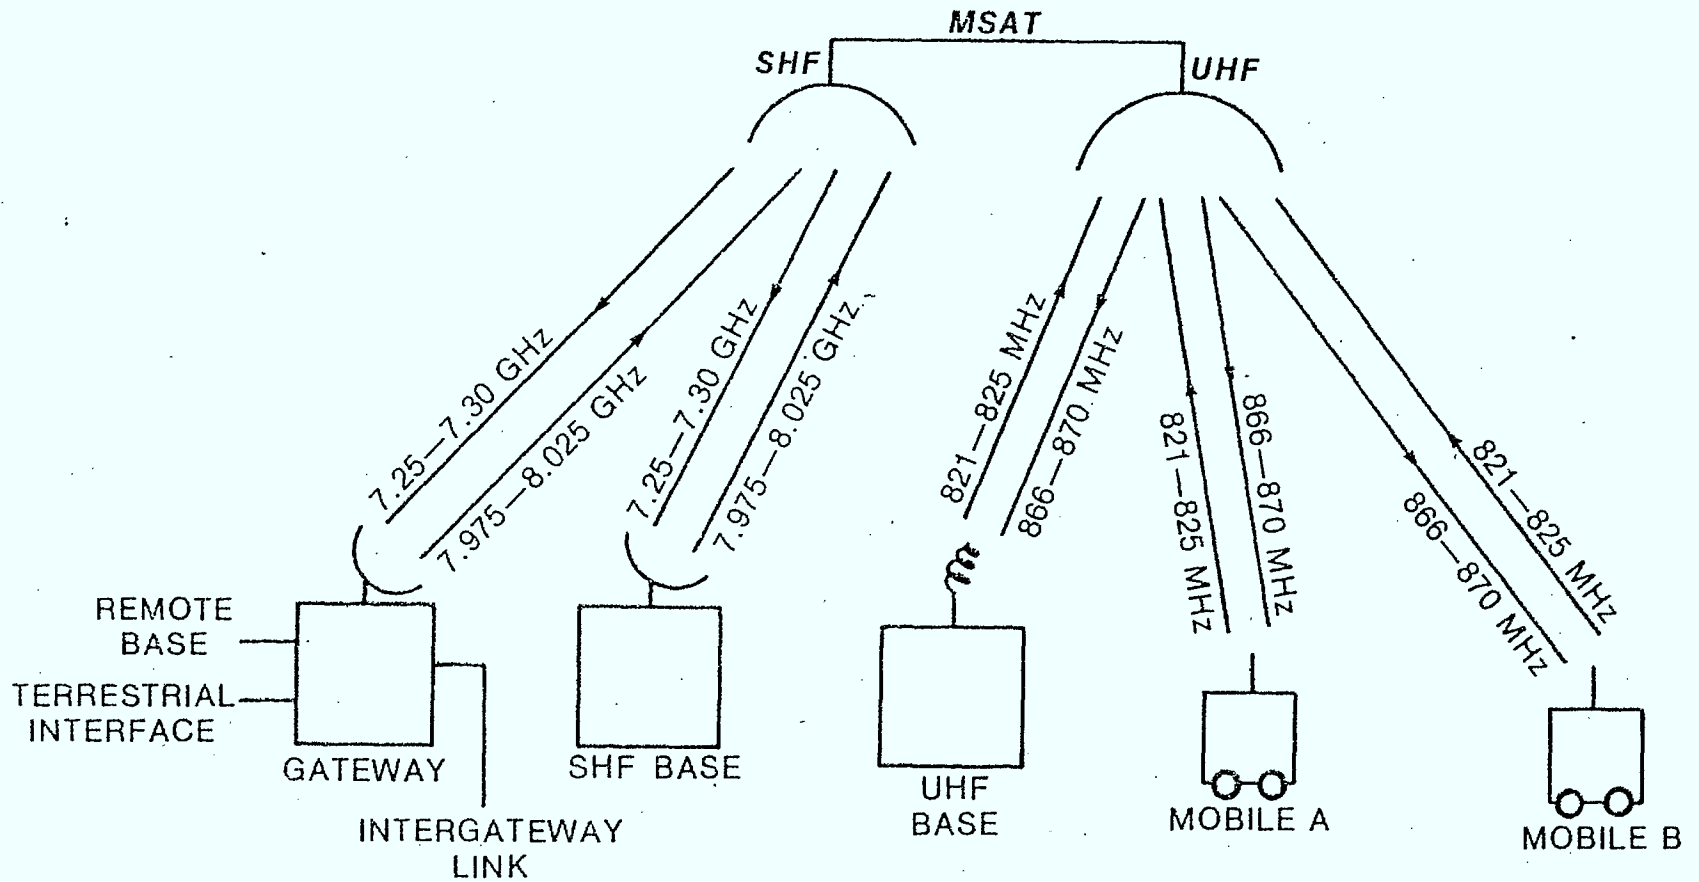 MSAT
SHF
UHF
7.25—7.30 GHz
7.975—8.025 GHz
7.25—7.30 GHz
7.975—8.025 GHz
821—825 MHz
866—870 MHz
821—825 MHz
866—870 MHz
821—825 MHz
866—870 MHz
REMOTE
BASE
TERRESTRIAL
INTERFACE
GATEWAY
INTERGATEWAY
LINK
SHF BASE
UHF
BASE
MOBILE A
MOBILE B